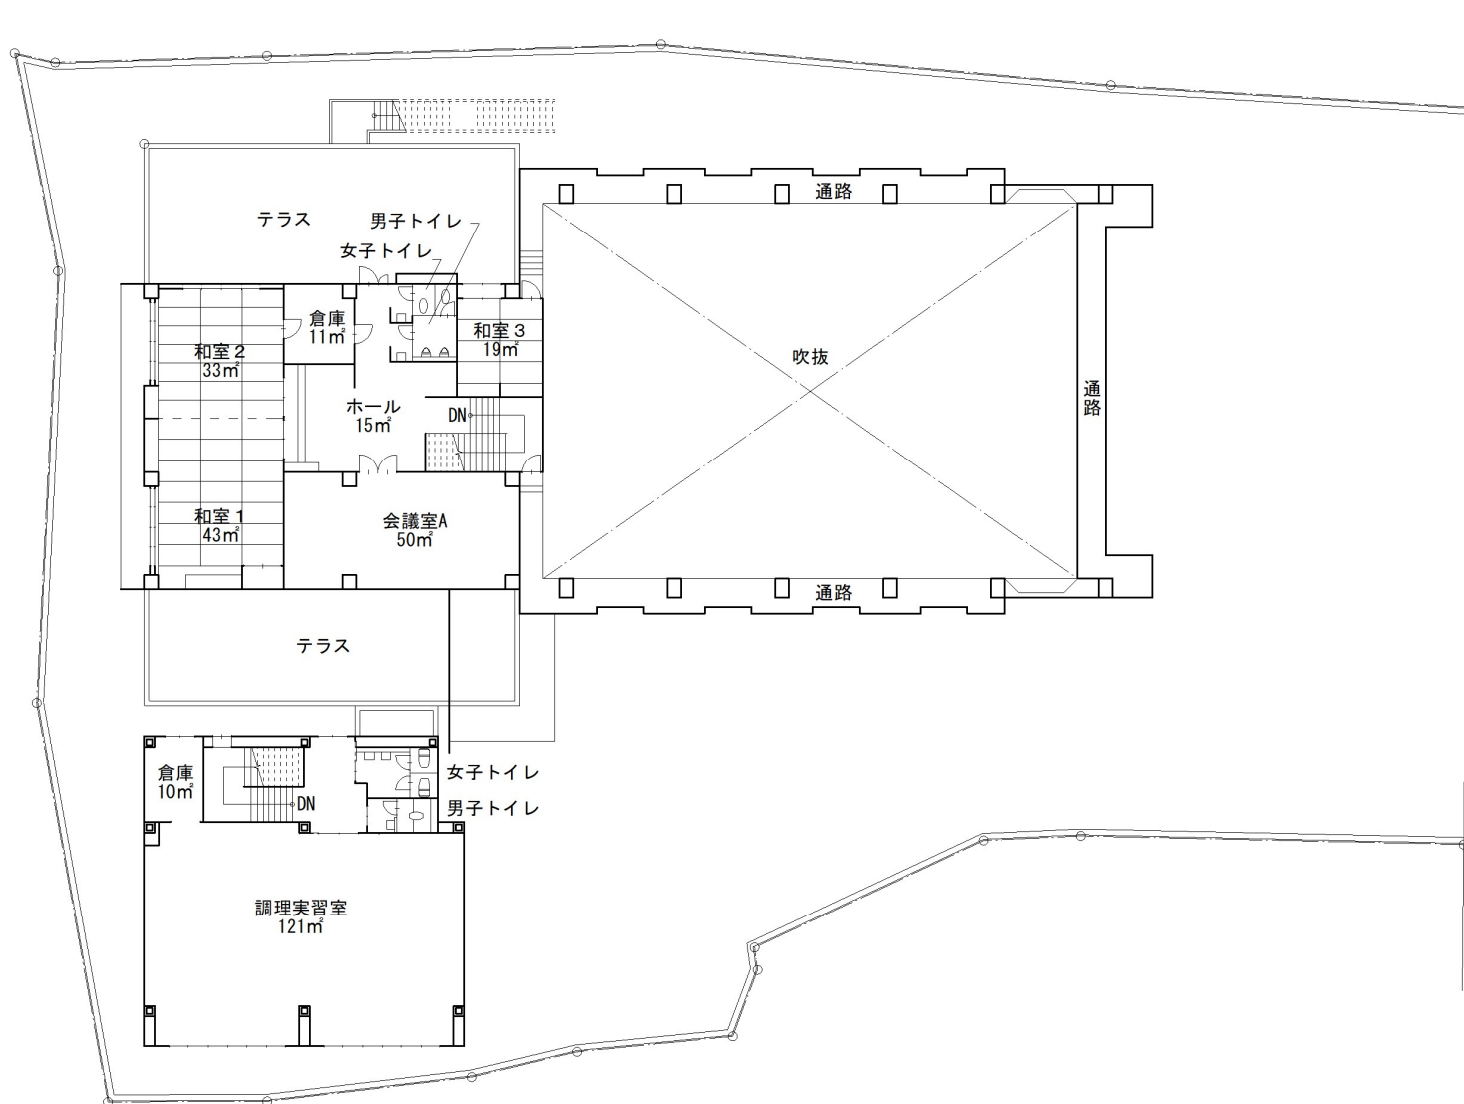 通路
テラス
男子トイレ
女子トイレ
倉庫
11㎡
和室３
19㎡
和室２
33㎡
吹抜
通路
ホール
15㎡
DN
和室１
43㎡
会議室A
50㎡
通路
テラス
倉庫
10㎡
DN
女子トイレ
男子トイレ
調理実習室
121㎡